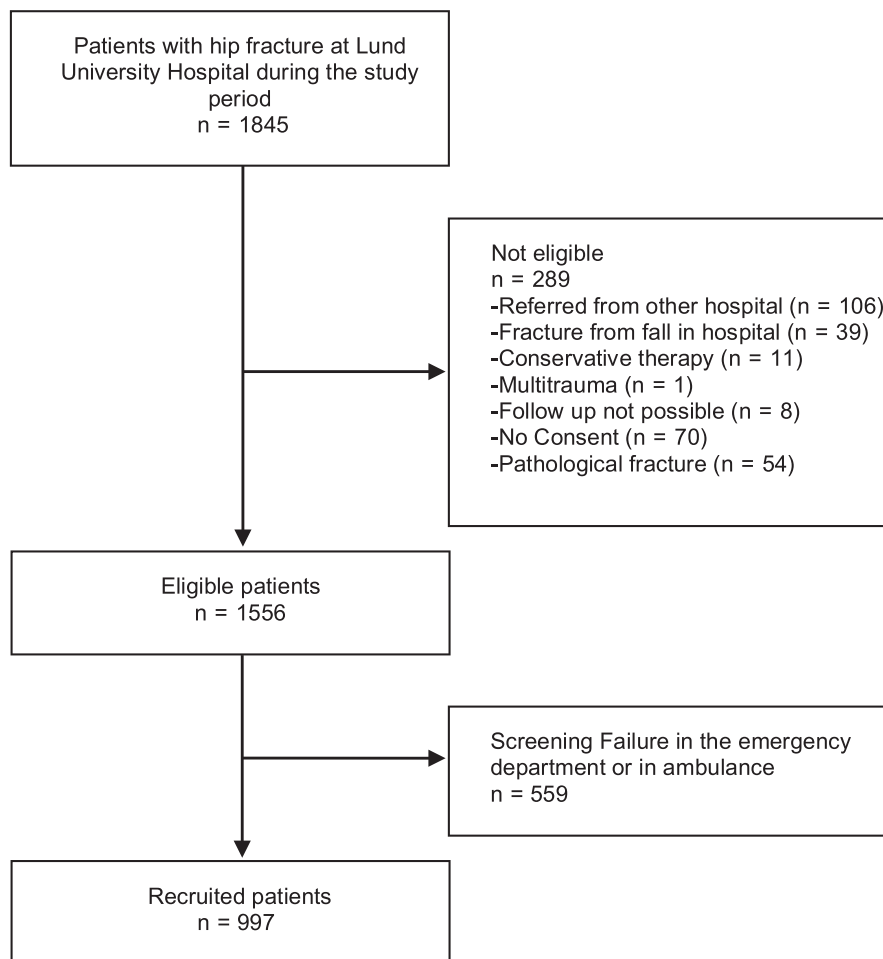 Patients with hip fracture at Lund
University Hospital during the study
period
n = 1845
Not eligible
n = 289
-Referred from other hospital (n = 106)
-Fracture from fall in hospital (n = 39)
-Conservative therapy (n = 11)
-Multitrauma (n = 1)
-Follow up not possible (n = 8)
-No Consent (n = 70)
-Pathological fracture (n = 54)
Eligible patients
n = 1556
Screening Failure in the emergency
department or in ambulance
n = 559
Recruited patients
n = 997